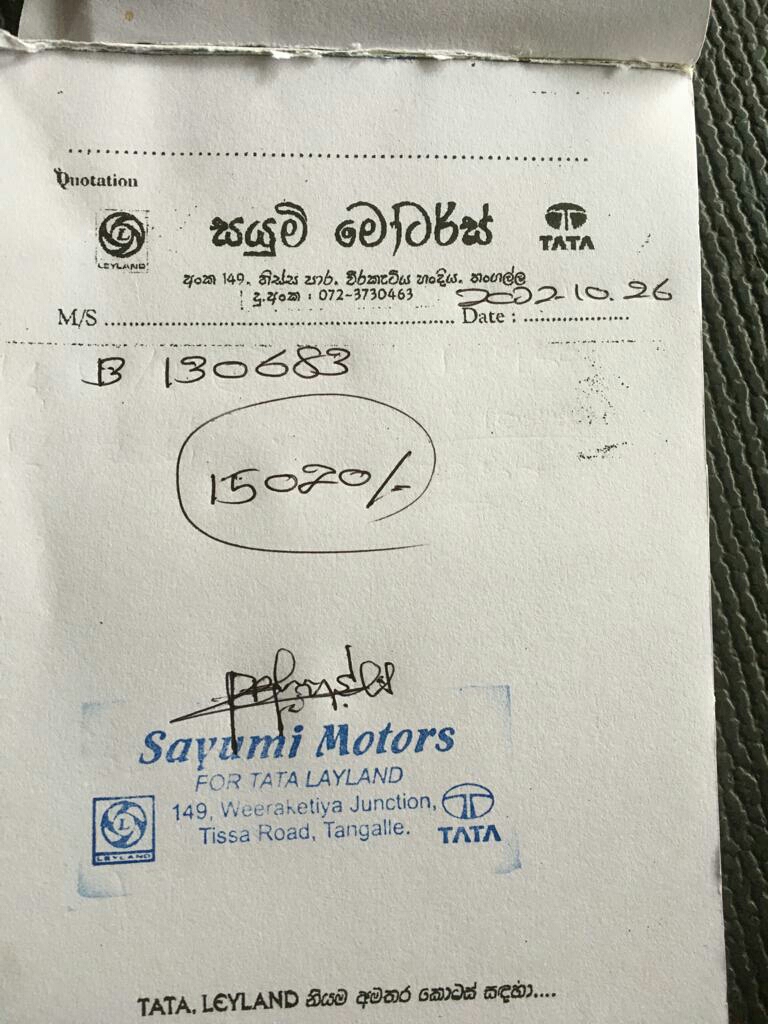 Quotation
LEYLAND
සයුමි මෝටර්ස්
TATA
අංක 149, තිස්ස පාර, වීරකැටිය හංදිය, තංගල්ල
දු.අංක : 072-3730463
2022.10.26
M/S ........................................................ Date : ...................
B 130683
15020/-
Sayumi Motors
FOR TATA LAYLAND
149, Weeraketiya Junction,
Tissa Road, Tangalle.
LEYLAND
TATA
TATA, LEYLAND නියම අමතර කොටස් සඳහා....